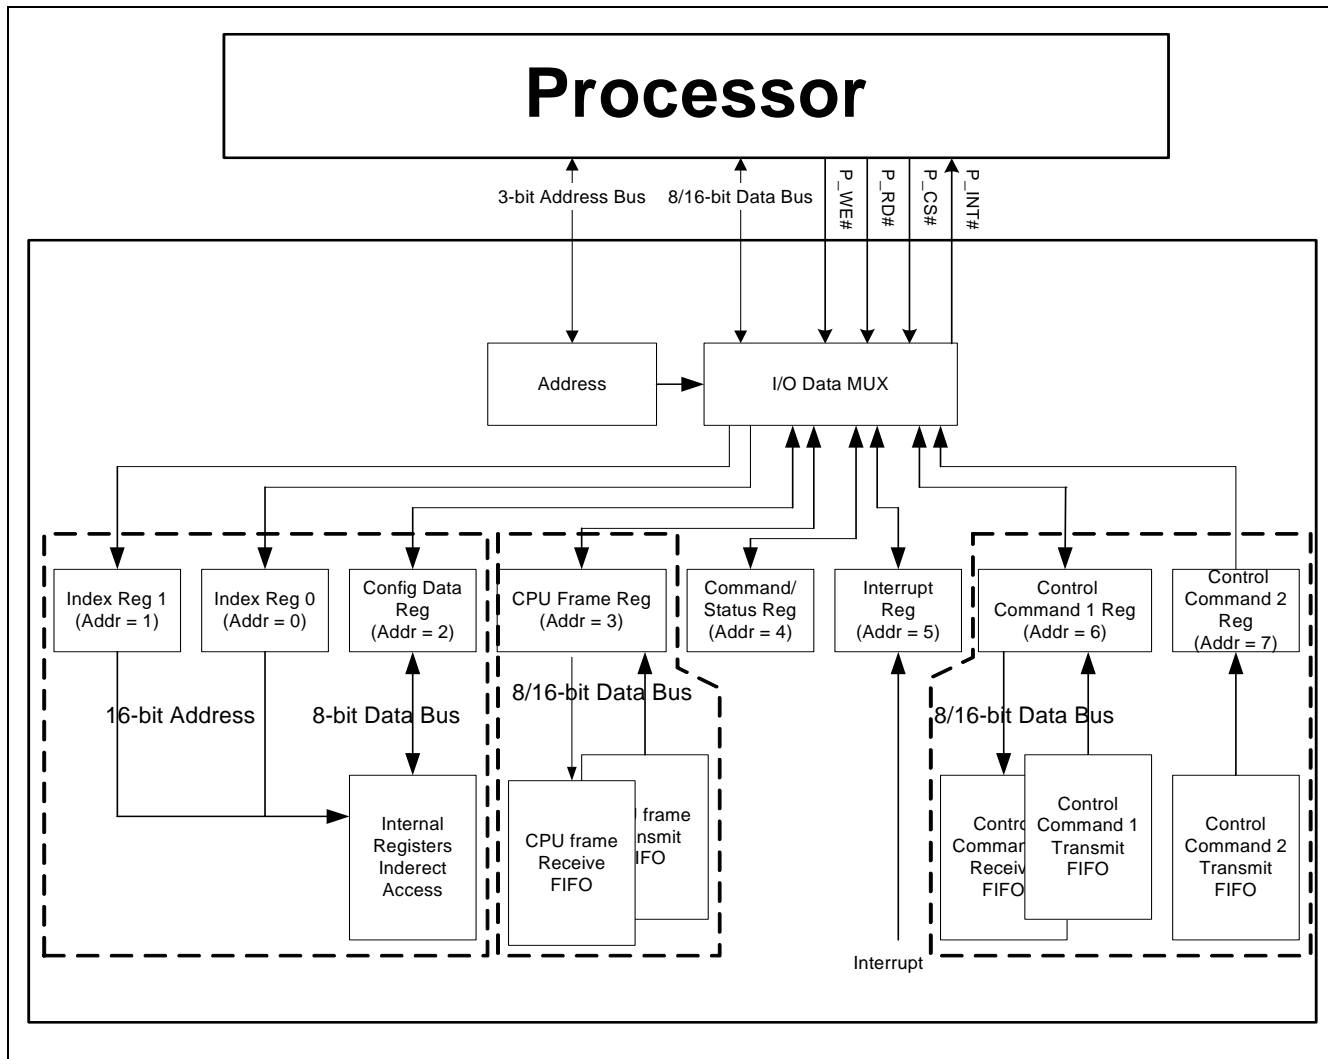 Processor
3-bit Address Bus
8/16-bit Data Bus
P_WE#
P_RD#
P_CS#
P_INT#
Address
I/O Data MUX
Index Reg 1
(Addr = 1)
Index Reg 0
(Addr = 0)
Config Data
Reg
(Addr = 2)
CPU Frame Reg
(Addr = 3)
Command/
Status Reg
(Addr = 4)
Interrupt
Reg
(Addr = 5)
Control
Command 1 Reg
(Addr = 6)
Control
Command 2
Reg
(Addr = 7)
16-bit Address
8-bit Data Bus
8/16-bit Data Bus
8/16-bit Data Bus
Internal
Registers
Inderect
Access
CPU frame
Receive
FIFO
frame
FIFO
Control
Command 1
Transmit
FIFO
FIFO
Control
Command 2
Transmit
FIFO
Interrupt